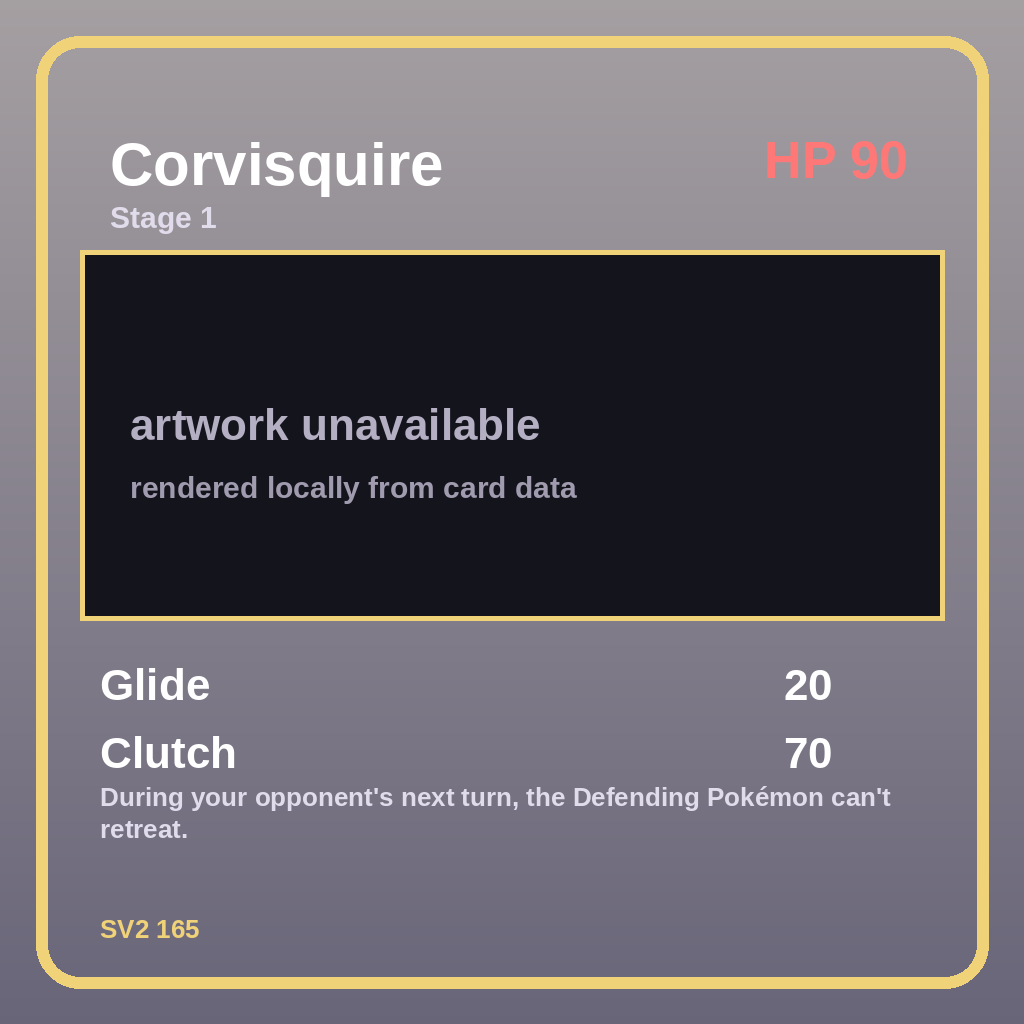 Corvisquire
HP 90
Stage 1
artwork unavailable
rendered locally from card data
Glide 20
Clutch 70
During your opponent's next turn, the Defending Pokémon can't
retreat.
SV2 165